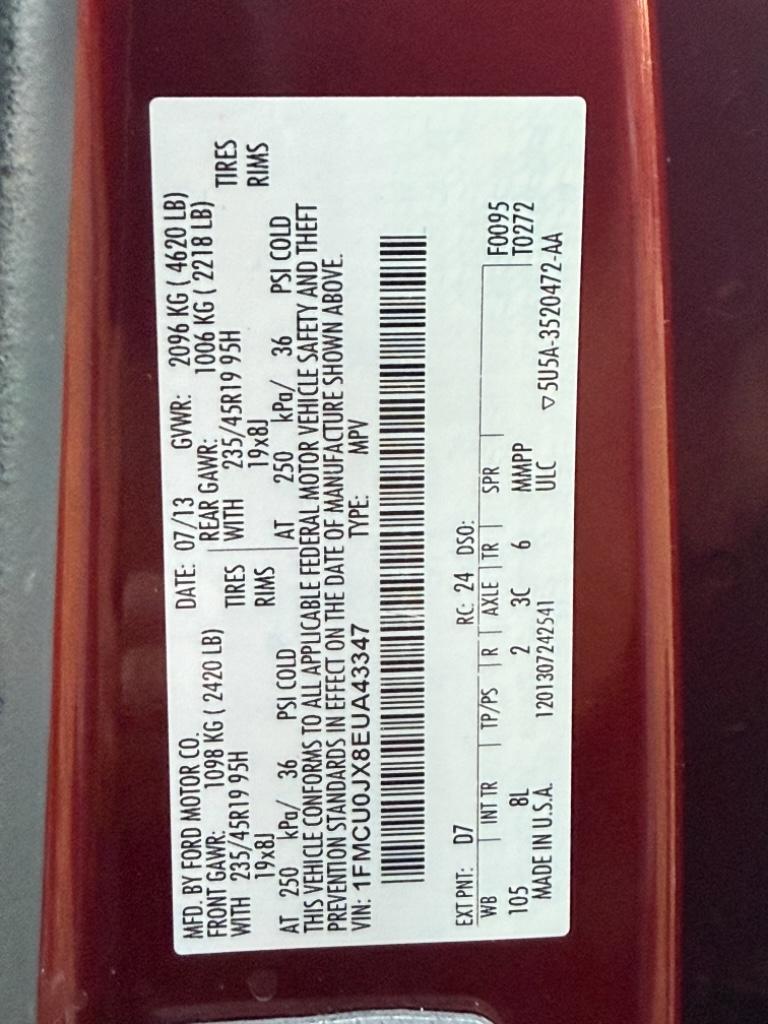 MFD. BY FORD MOTOR CO.
DATE: 07/13 GVWR: 2096 KG ( 4620 LB)
FRONT GAWR: 1098 KG ( 2420 LB)
REAR GAWR: 1006 KG ( 2218 LB)
WITH 235/45R19 95H TIRES
WITH 235/45R19 95H TIRES
19x8J RIMS
19x8J RIMS
AT 250 kPa/ 36 PSI COLD
AT 250 kPa/ 36 PSI COLD
THIS VEHICLE CONFORMS TO ALL APPLICABLE FEDERAL MOTOR VEHICLE SAFETY AND THEFT
PREVENTION STANDARDS IN EFFECT ON THE DATE OF MANUFACTURE SHOWN ABOVE.
VIN: 1FMCU0JX8EUA43347 TYPE: MPV
EXT PNT: D7 RC: 24 DSO:
WB INT TR TP/PS R AXLE TR SPR F0095
105 8L 2 3C 6 MMPP T0272
MADE IN U.S.A. 1201307242541 ULC
▽5U5A-3520472-AA